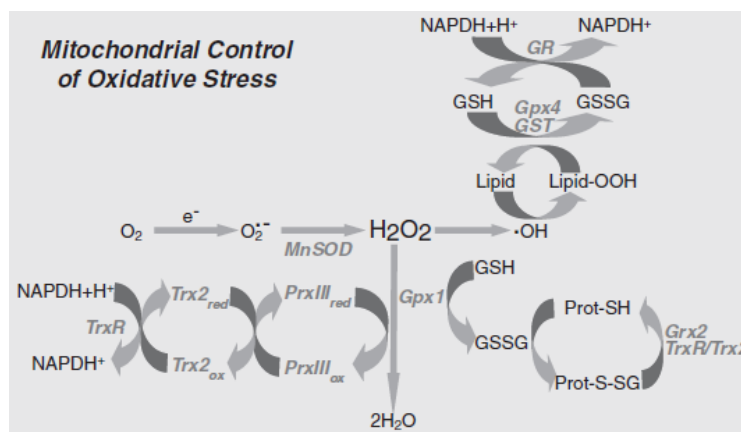 Mitochondrial Control
of Oxidative Stress
NAPDH+H⁺ NAPDH⁺
GR
GSH GSSG
Gpx4
GST
Lipid Lipid-OOH
O₂ e⁻ O₂·⁻ MnSOD H2O2 ·OH
NAPDH+H⁺ Trx2red PrxIIIred Gpx1 GSH
TrxR
NAPDH⁺ Trx2ox PrxIIIox GSSG
Prot-SH
Grx2
TrxR/Trx2
Prot-S-SG
2H₂O